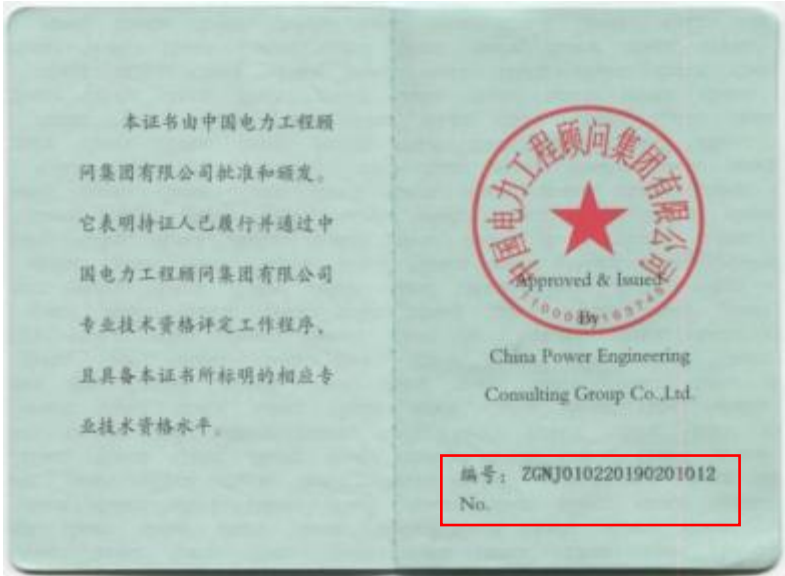 本证书由中国电力工程顾
问集团有限公司批准和颁发。
它表明持证人已履行并通过中
国电力工程顾问集团有限公司
专业技术资格评定工作程序，
且具备本证书所标明的相应专
业技术资格水平。
中国电力工程顾问集团有限公司
Approved & Issued
By
China Power Engineering
Consulting Group Co.,Ltd.
编号：ZGNJ010220190201012
No.